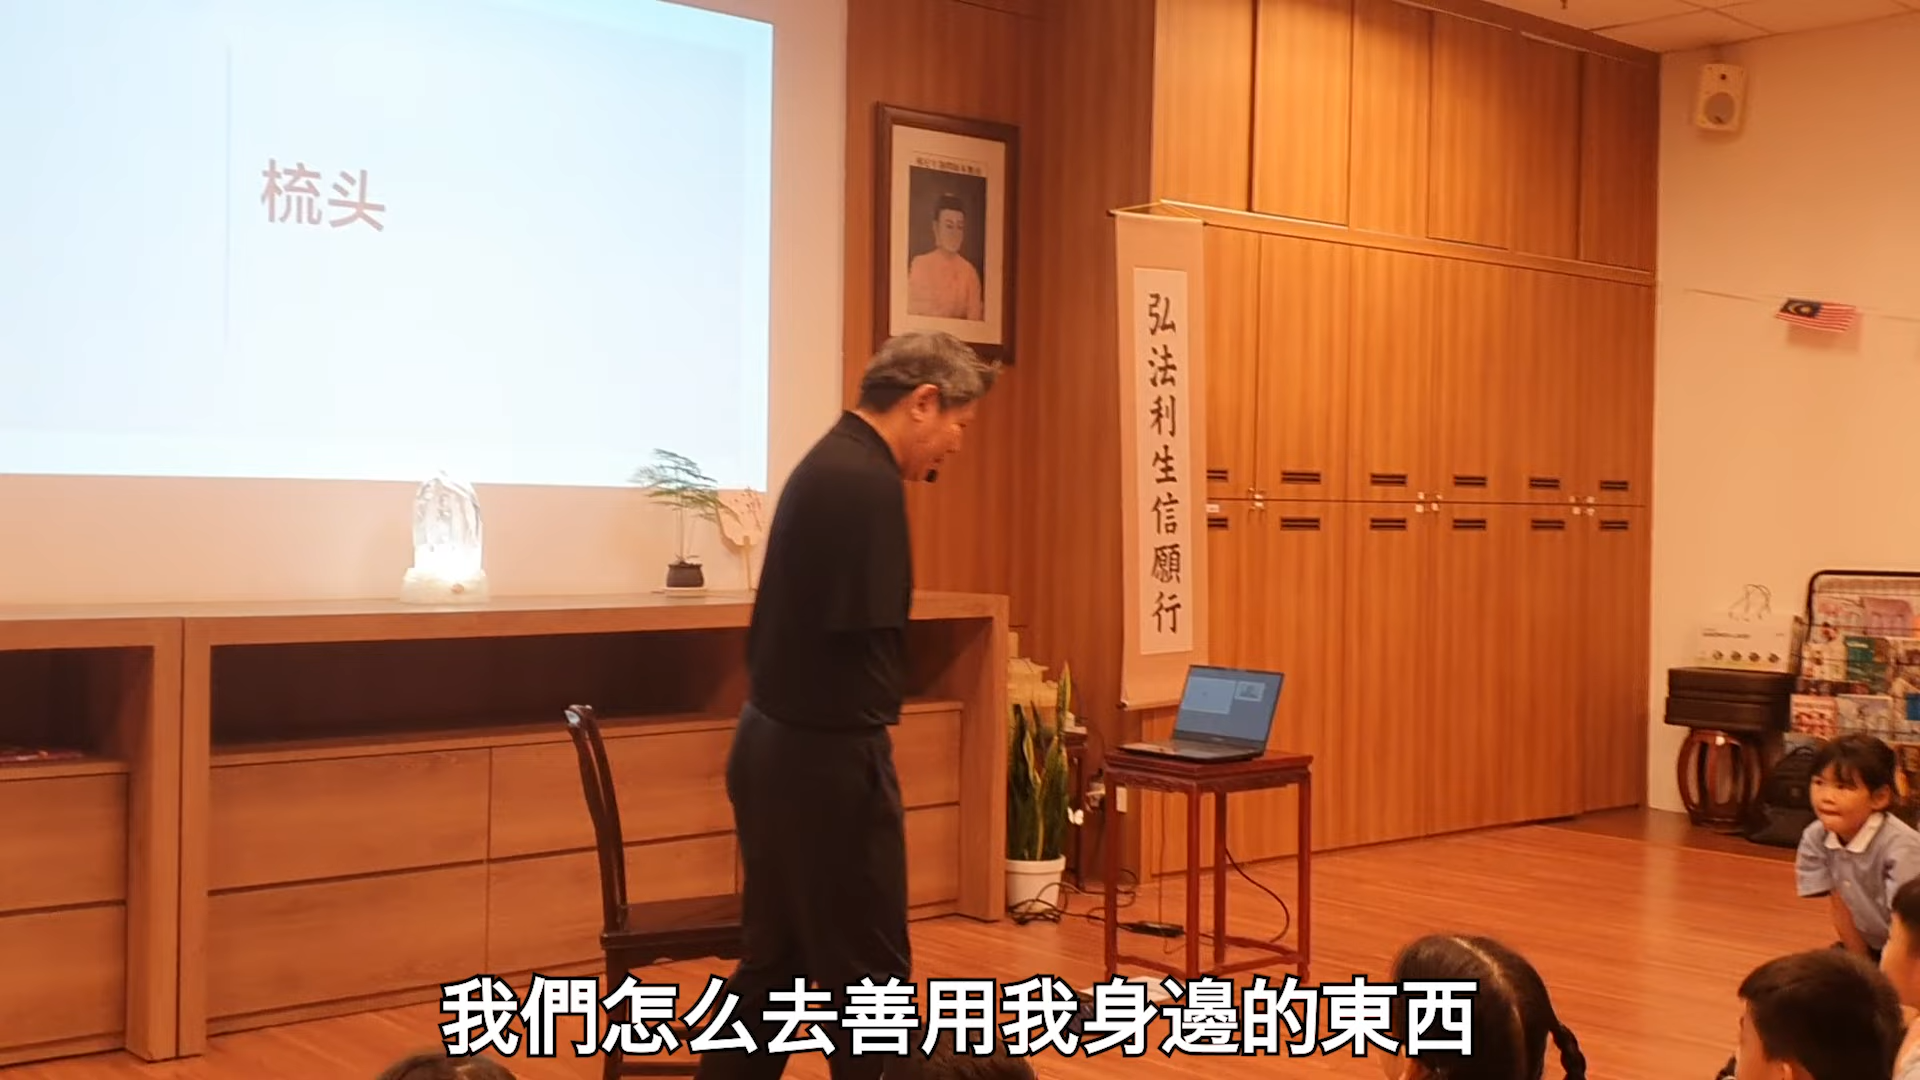 梳头
弘法利生信願行
我們怎么去善用我身邊的東西